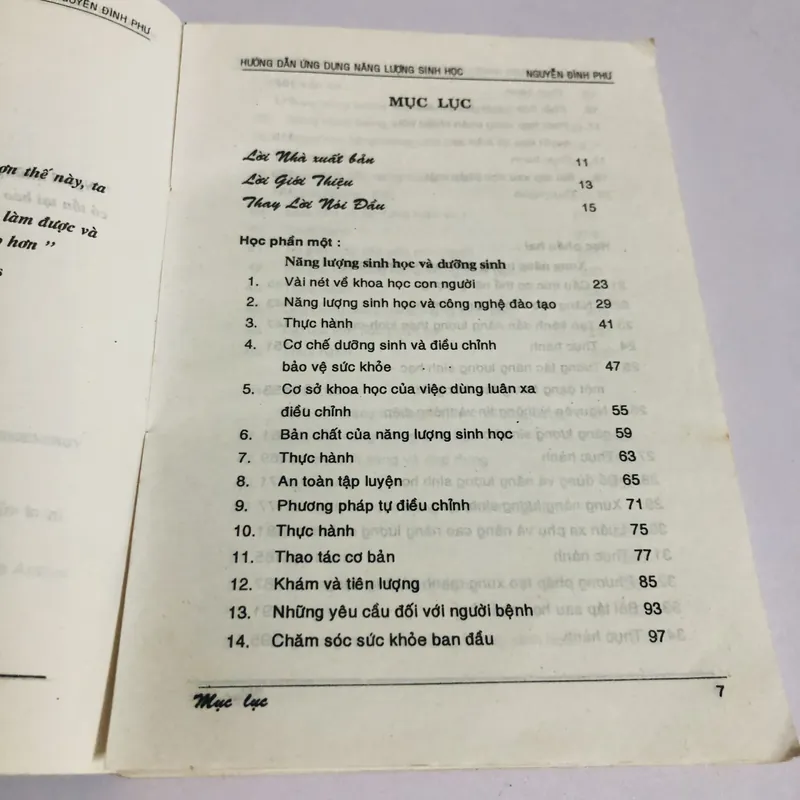 ĐÌNH PHƯ
ơn thế này, ta
làm được và
hơn ”
HƯỚNG DẪN ỨNG DỤNG NĂNG LƯỢNG SINH HỌC NGUYỄN ĐÌNH PHƯ
MỤC LỤC
Lời Nhà xuất bản 11
Lời Giới Thiệu 13
Thay Lời Nói Đầu 15
Học phần một :
Năng lượng sinh học và dưỡng sinh
1. Vài nét về khoa học con người 23
2. Năng lượng sinh học và công nghệ đào tạo 29
3. Thực hành 41
4. Cơ chế dưỡng sinh và điều chỉnh
bảo vệ sức khỏe 47
5. Cơ sở khoa học của việc dùng luân xa
điều chỉnh 55
6. Bản chất của năng lượng sinh học 59
7. Thực hành 63
8. An toàn tập luyện 65
9. Phương pháp tự điều chỉnh 71
10. Thực hành 75
11. Thao tác cơ bản 77
12. Khám và tiên lượng 85
13. Những yêu cầu đối với người bệnh 93
14. Chăm sóc sức khỏe ban đầu 97
Mục lục 7